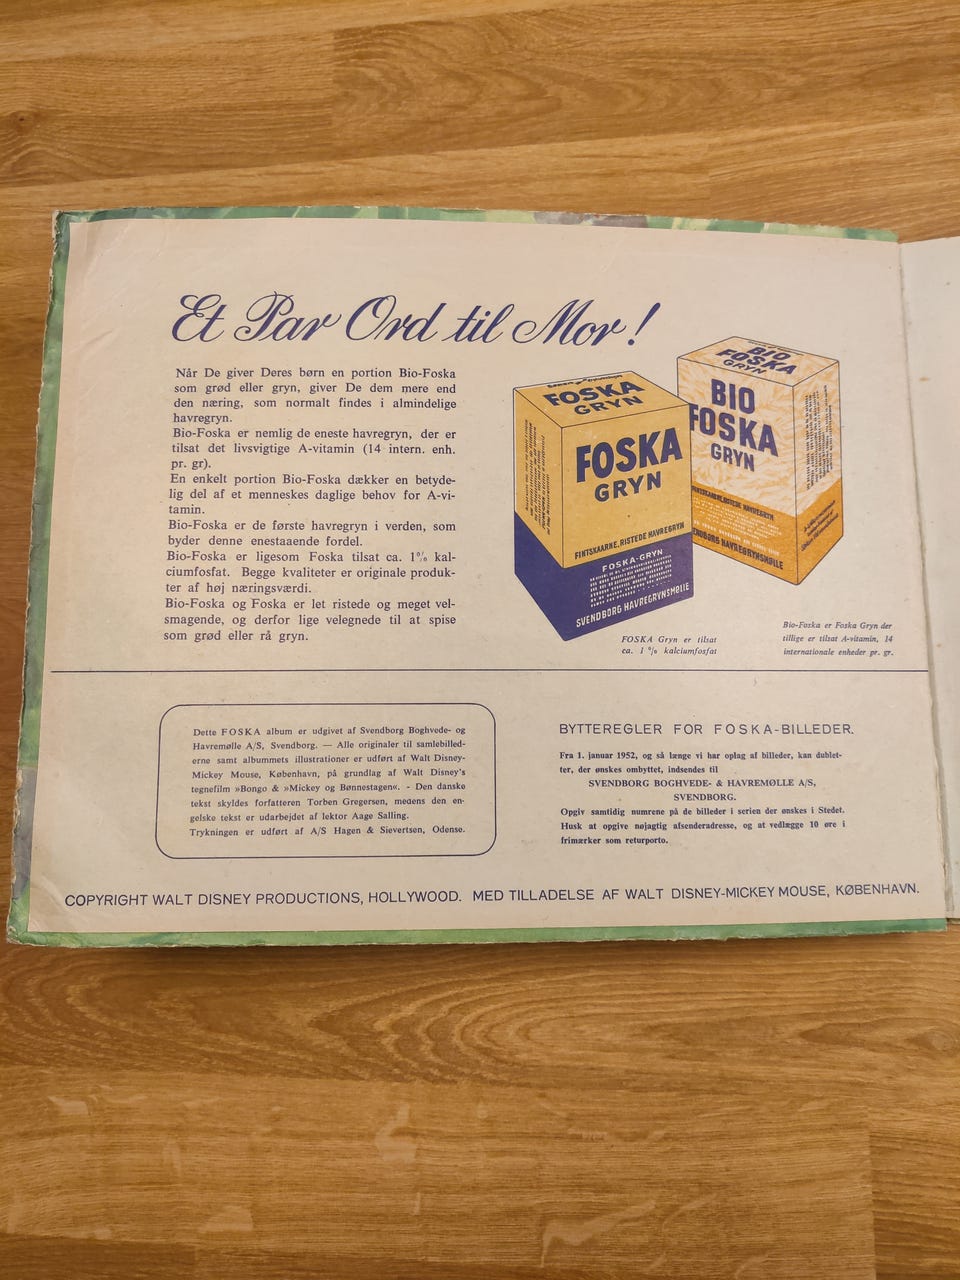 Et Par Ord til Mor!
Når De giver Deres børn en portion Bio-Foska
som grød eller gryn, giver De dem mere end
den næring, som normalt findes i almindelige
havregryn.
Bio-Foska er nemlig de eneste havregryn, der er
tilsat det livsvigtige A-vitamin (14 intern. enh.
pr. gr).
En enkelt portion Bio-Foska dækker en betyde-
lig del af et menneskes daglige behov for A-vi-
tamin.
Bio-Foska er de første havregryn i verden, som
byder denne enestaaende fordel.
Bio-Foska er ligesom Foska tilsat ca. 1% kal-
ciumfosfat. Begge kvaliteter er originale produk-
ter af høj næringsværdi.
Bio-Foska og Foska er let ristede og meget vel-
smagende, og derfor lige velegnede til at spise
som grød eller rå gryn.
FOSKA
GRYN
FOSKA
GRYN
FINTSKAARNE, RISTEDE HAVREGRYN
FOSKA-GRYN
SVENDBORG HAVREGRYNSMØLLE
BIO
FOSKA
GRYN
BIO
FOSKA
GRYN
FINTSKAARNE, RISTEDE HAVREGRYN
SVENDBORG HAVREGRYNSMØLLE
FOSKA Gryn er tilsat
ca. 1 % kalciumfosfat
Bio-Foska er Foska Gryn der
tillige er tilsat A-vitamin, 14
internationale enheder pr. gr.
Dette FOSKA album er udgivet af Svendborg Boghvede- og
Havremølle A/S, Svendborg. — Alle originaler til samlebilled-
erne samt albummets illustrationer er udført af Walt Disney-
Mickey Mouse, København, på grundlag af Walt Disney's
tegnefilm »Bongo & »Mickey og Bønnestagen«. - Den danske
tekst skyldes forfatteren Torben Gregersen, medens den en-
gelske tekst er udarbejdet af lektor Aage Salling.
Trykningen er udført af A/S Hagen & Sievertsen, Odense.
BYTTEREGLER FOR FOSKA-BILLEDER.
Fra 1. januar 1952, og så længe vi har oplag af billeder, kan dublet-
ter, der ønskes ombyttet, indsendes til
SVENDBORG BOGHVEDE- & HAVREMØLLE A/S,
SVENDBORG.
Opgiv samtidig numrene på de billeder i serien der ønskes i Stedet.
Husk at opgive nøjagtig afsenderadresse, og at vedlægge 10 øre i
frimærker som returporto.
COPYRIGHT WALT DISNEY PRODUCTIONS, HOLLYWOOD. MED TILLADELSE AF WALT DISNEY-MICKEY MOUSE, KØBENHAVN.